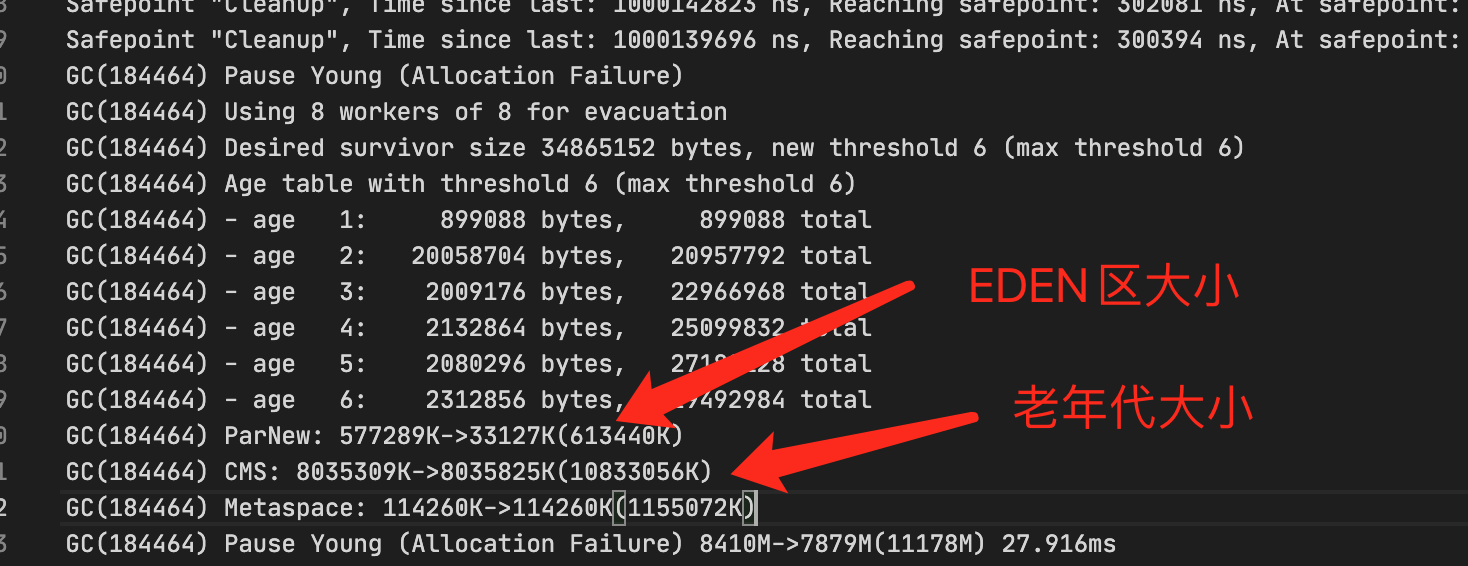 Safepoint "Cleanup", Time since last: 1000142823 ns, Reaching safepoint: 302081 ns, At safepoint:
Safepoint "Cleanup", Time since last: 1000139696 ns, Reaching safepoint: 300394 ns, At safepoint:
GC(184464) Pause Young (Allocation Failure)
GC(184464) Using 8 workers of 8 for evacuation
GC(184464) Desired survivor size 34865152 bytes, new threshold 6 (max threshold 6)
GC(184464) Age table with threshold 6 (max threshold 6)
GC(184464) - age 1: 899088 bytes, 899088 total
GC(184464) - age 2: 20058704 bytes, 20957792 total
EDEN区大小
GC(184464) - age 3: 2009176 bytes, 22966968 total
GC(184464) - age 4: 2132864 bytes, 25099832 total
GC(184464) - age 5: 2080296 bytes, total
老年代大小
GC(184464) - age 6: 2312856 bytes, total
GC(184464) ParNew: 577289K->33127K(613440K)
GC(184464) CMS: 8035309K->8035825K(10833056K)
GC(184464) Metaspace: 114260K->114260K(1155072K)
GC(184464) Pause Young (Allocation Failure) 8410M->7879M(11178M) 27.916ms